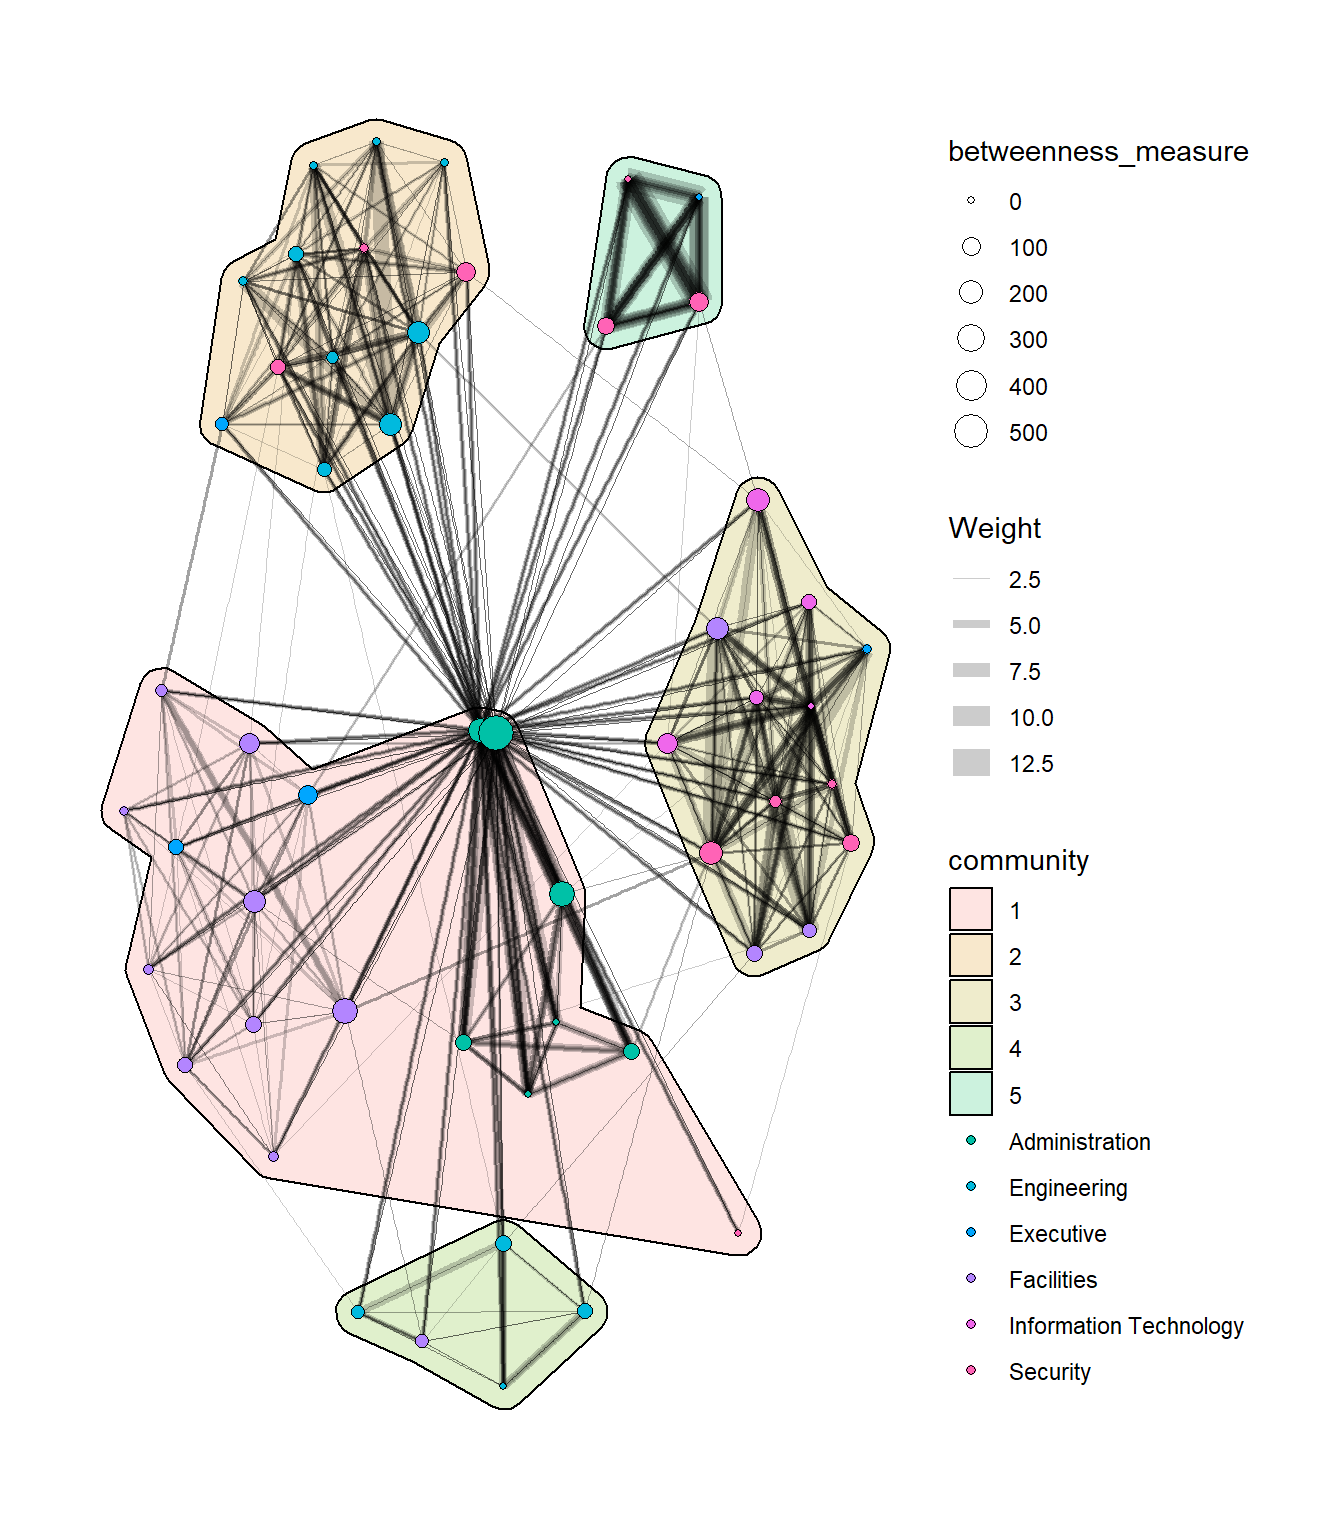 betweenness_measure
0
100
200
300
400
500
Weight
2.5
5.0
7.5
10.0
12.5
community
1
2
3
4
5
Administration
Engineering
Executive
Facilities
Information Technology
Security